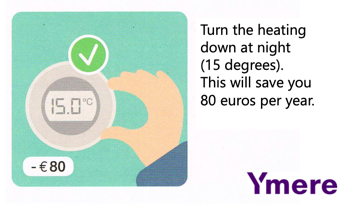 Turn the heating
down at night
(15 degrees).
This will save you
80 euros per year.
15.0°C
- €80
Ymere